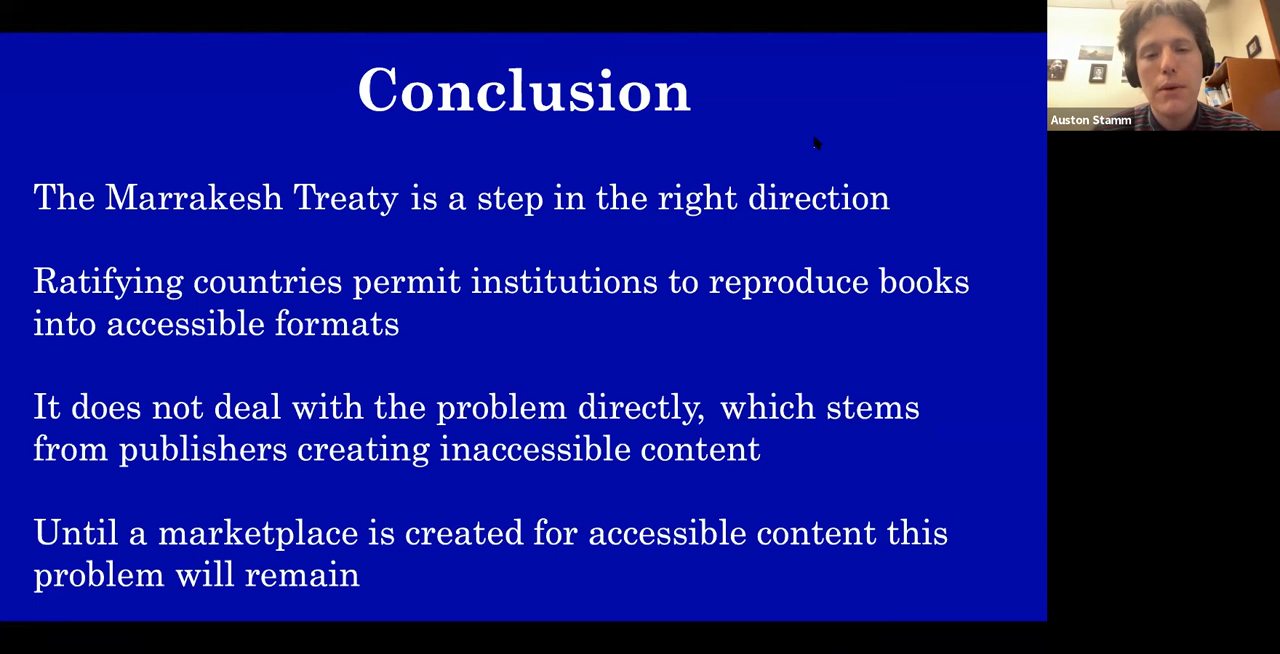 Conclusion
The Marrakesh Treaty is a step in the right direction
Ratifying countries permit institutions to reproduce books
into accessible formats
It does not deal with the problem directly, which stems
from publishers creating inaccessible content
Until a marketplace is created for accessible content this
problem will remain
Auston Stamm